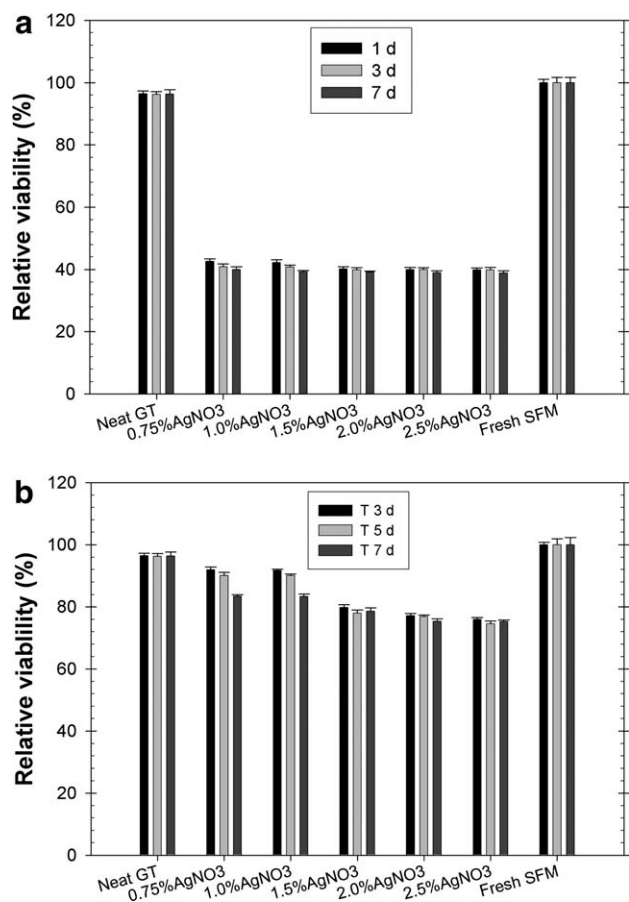 a
120
100
80
60
40
20
0
Relative viability (%)
1 d
3 d
7 d
Neat GT
0.75%AgNO3
1.0%AgNO3
1.5%AgNO3
2.0%AgNO3
2.5%AgNO3
Fresh SFM
b
120
100
80
60
40
20
0
Relative viablility (%)
T 3 d
T 5 d
T 7 d
Neat GT
0.75%AgNO3
1.0%AgNO3
1.5%AgNO3
2.0%AgNO3
2.5%AgNO3
Fresh SFM